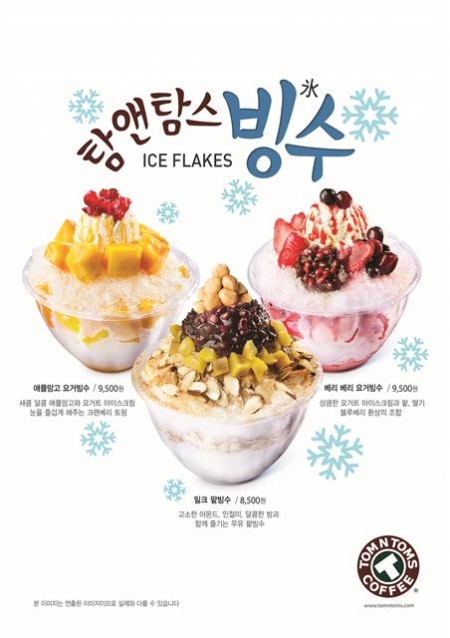 탐앤탐스 빙수
氷
ICE FLAKES
애플망고 요거빙수 / 9,500원
새콤 달콤 애플망고와 요거트 아이스크림
눈을 즐겁게 해주는 크랜베리 토핑
베리 베리 요거빙수 / 9,500원
상큼한 요거트 아이스크림과 팥, 딸기
블루베리 환상의 조합
밀크 팥빙수 / 8,500원
고소한 아몬드, 인절미, 달콤한 밤과
함께 즐기는 우유 팥빙수
TOM N TOMS
COFFEE
®
www.tomntoms.com
본 이미지는 연출된 이미지이므로 실제와 다를 수 있습니다